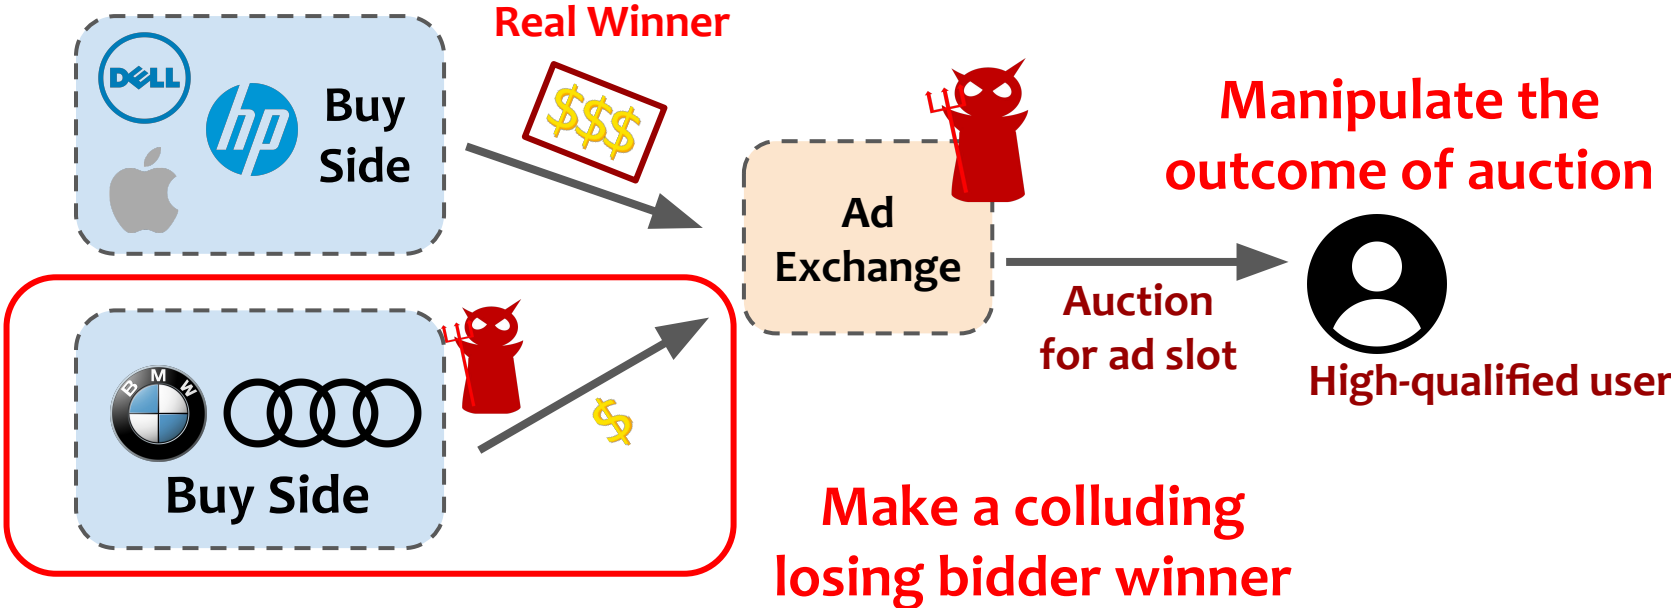 Real Winner
DELL
hp
Buy
Side
$$$
Manipulate the
outcome of auction
Ad
Exchange
Auction
for ad slot
High-qualified user
BMW
Buy Side
$
Make a colluding
losing bidder winner